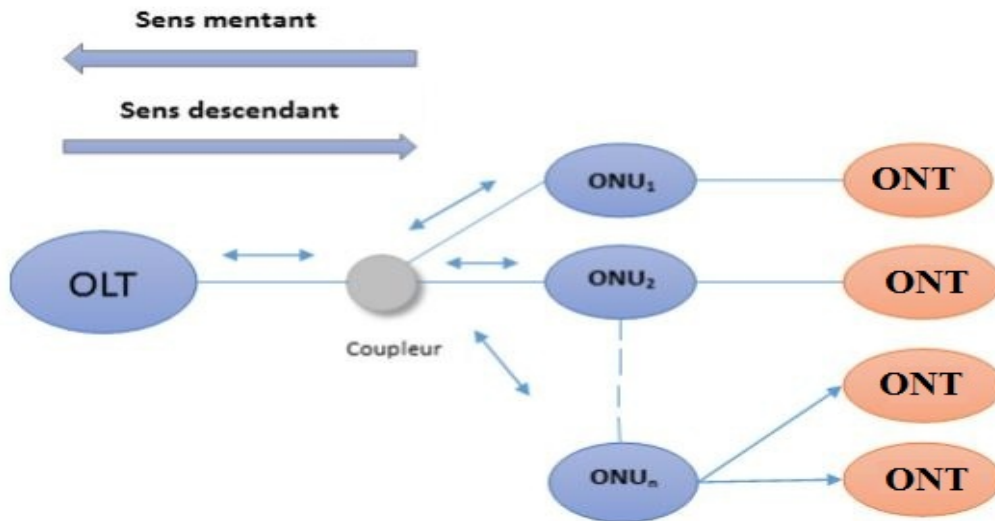 Sens mentant
Sens descendant
ONU₁
ONT
OLT
ONU₂
ONT
Coupleur
ONT
ONUₙ
ONT